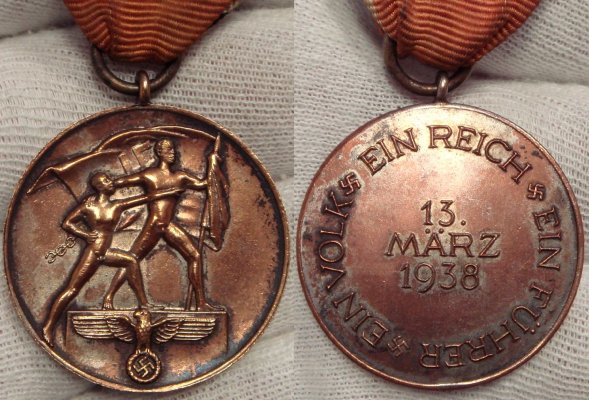 EIN VOLK EIN REICH EIN FÜHRER
13.
MÄRZ
1938